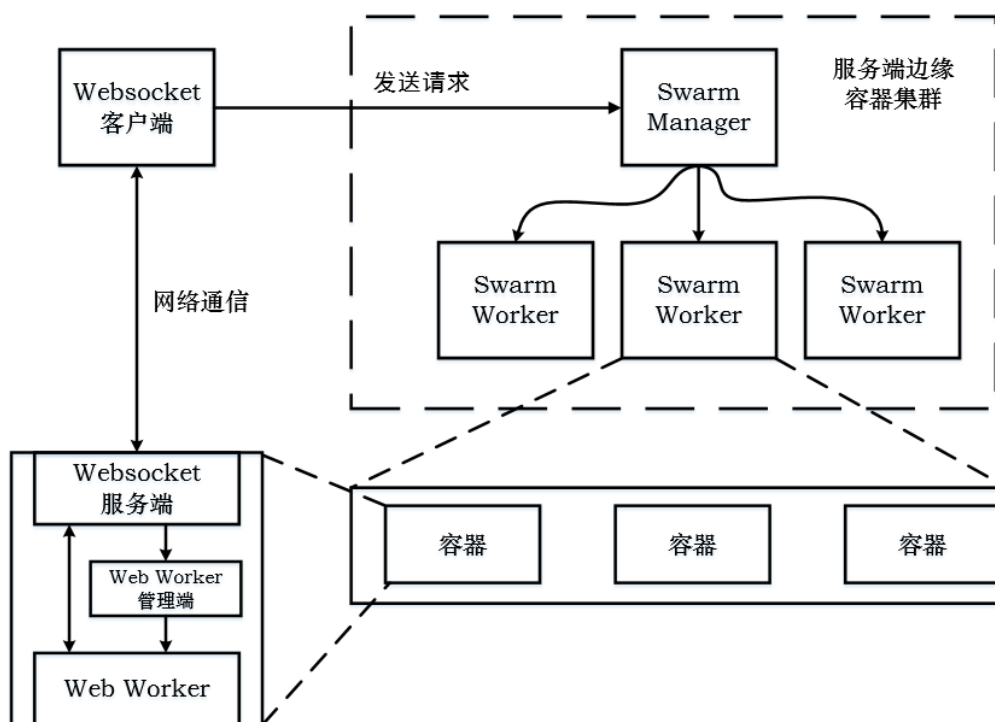 Websocket
客户端
发送请求
Swarm
Manager
服务端边缘
容器集群
Swarm
Worker
Swarm
Worker
Swarm
Worker
网络通信
Websocket
服务端
Web Worker
管理端
Web Worker
容器
容器
容器